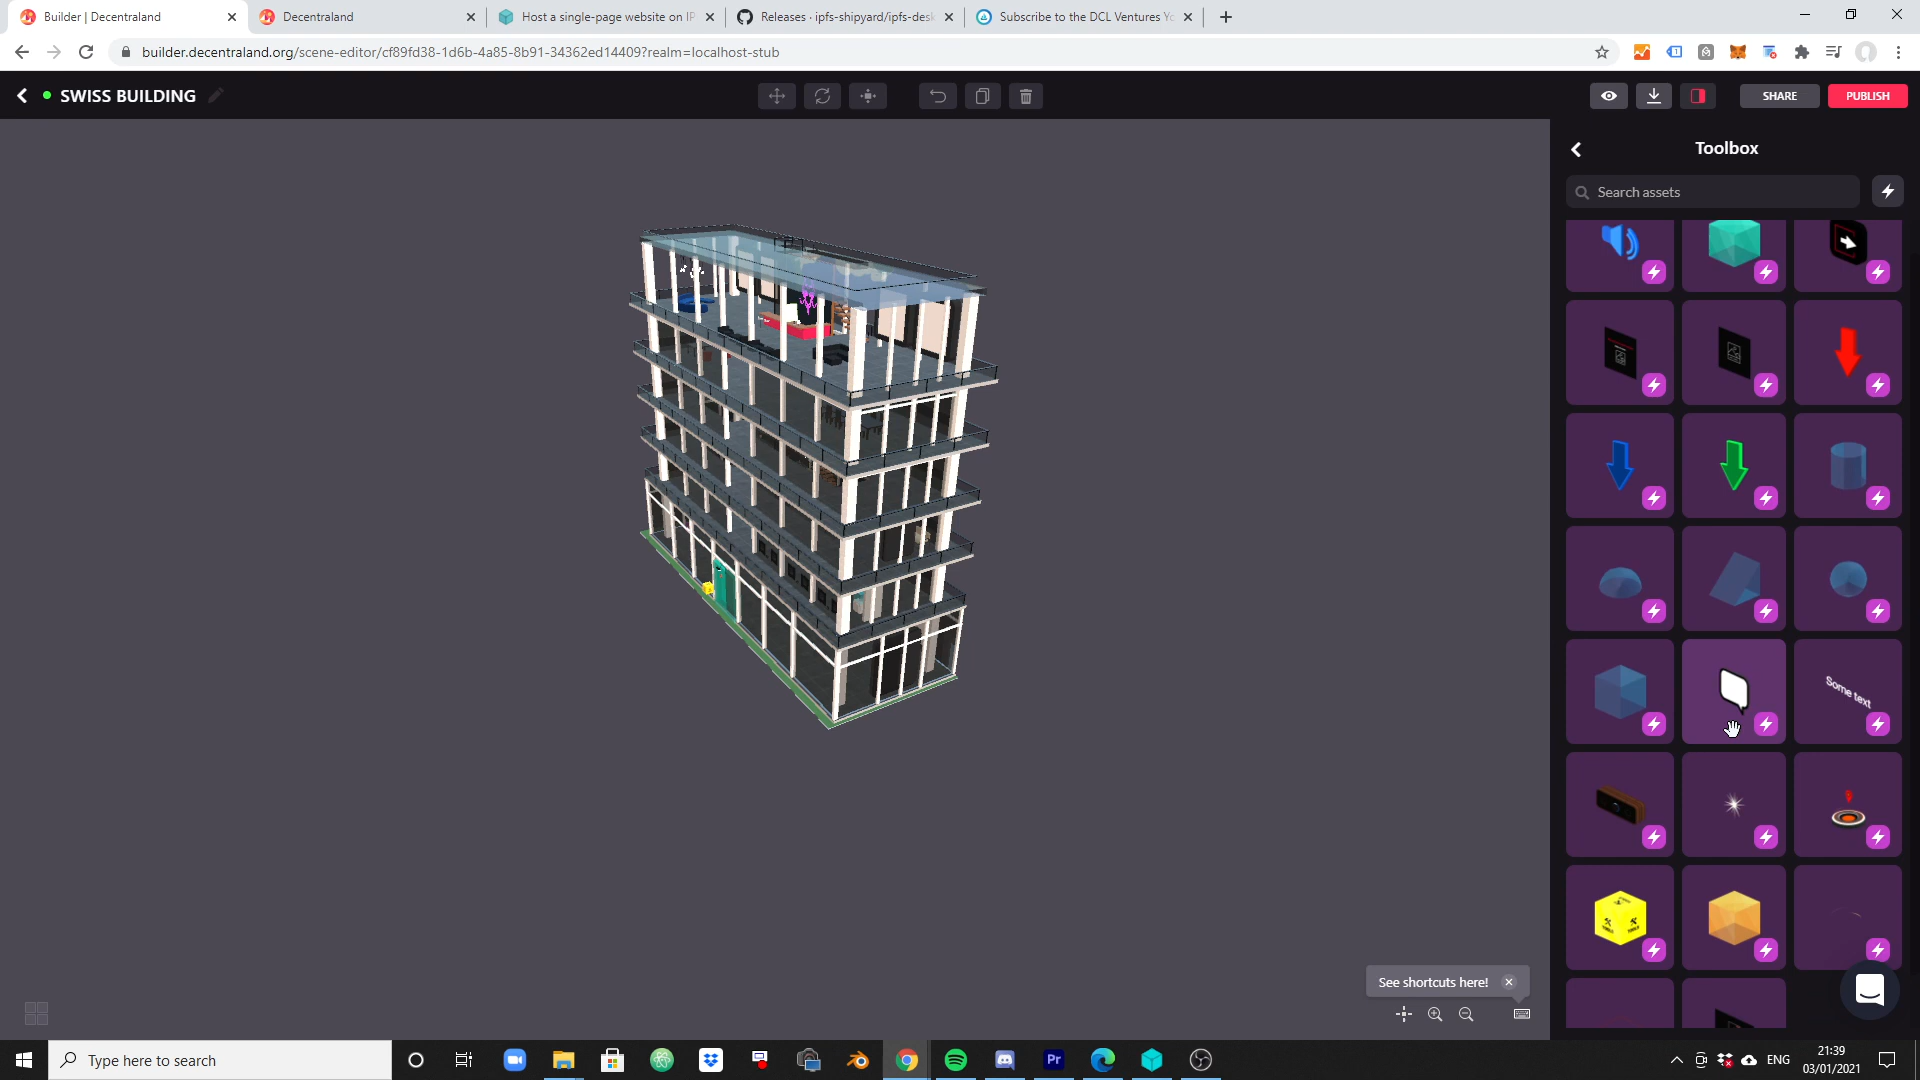 Builder | Decentraland
Decentraland
Host a single-page website on IP
Releases · ipfs-shipyard/ipfs-desk
Subscribe to the DCL Ventures Yo
builder.decentraland.org/scene-editor/cf89fd38-1d6b-4a85-8b91-34362ed14409?realm=localhost-stub
SWISS BUILDING
SHARE
PUBLISH
Toolbox
Search assets
Some text
See shortcuts here!
Type here to search
Pr
ENG
21:39
03/01/2021